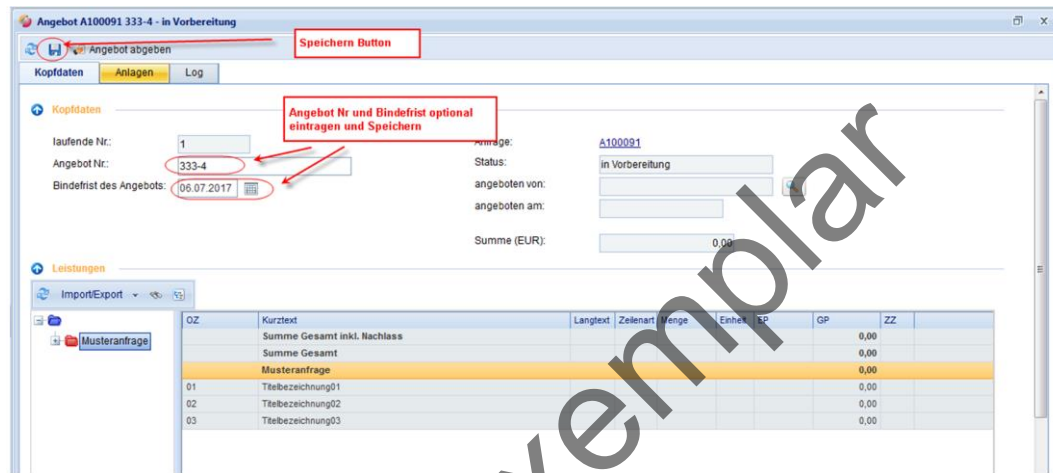 Angebot A100091 333-4 - in Vorbereitung
Speichern Button
Angebot abgeben
Kopfdaten Anlagen Log
Kopfdaten
Angebot Nr und Bindefrist optional
eintragen und Speichern
laufende Nr.: 1
Anfrage: A100091
Angebot Nr.: 333-4
Status: in Vorbereitung
Bindefrist des Angebots: 06.07.2017
angeboten von:
angeboten am:
Summe (EUR): 0,00
Leistungen
Import/Export
Musteranfrage
OZ Kurztext Langtext Zeilenart Menge Einheit EP GP ZZ
Summe Gesamt inkl. Nachlass 0,00
Summe Gesamt 0,00
Musteranfrage 0,00
01 Titelbezeichnung01 0,00
02 Titelbezeichnung02 0,00
03 Titelbezeichnung03 0,00